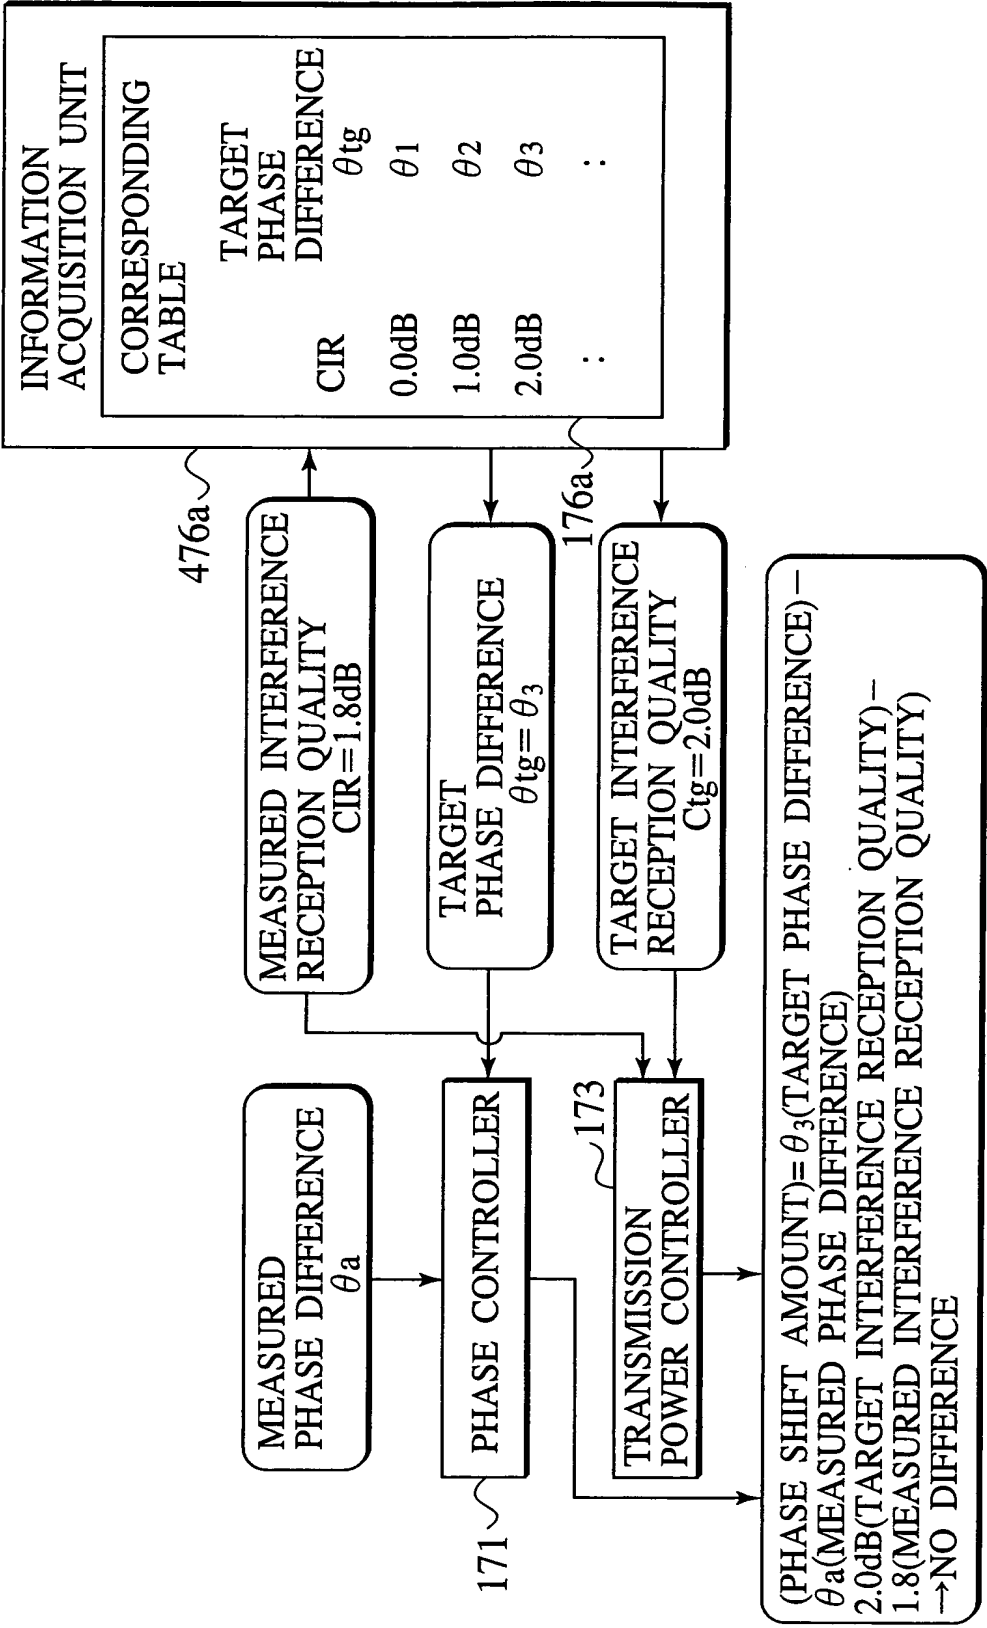 INFORMATION
ACQUISITION UNIT
CORRESPONDING
TABLE
TARGET
PHASE
DIFFERENCE
CIR θtg
0.0dB θ1
1.0dB θ2
2.0dB θ3
: :
476a
176a
MEASURED INTERFERENCE
RECEPTION QUALITY
CIR=1.8dB
TARGET
PHASE DIFFERENCE
θtg=θ3
TARGET INTERFERENCE
RECEPTION QUALITY
Ctg=2.0dB
MEASURED
PHASE DIFFERENCE
θa
PHASE CONTROLLER
171
TRANSMISSION
POWER CONTROLLER
173
(PHASE SHIFT AMOUNT)=θ3(TARGET PHASE DIFFERENCE)−
θa(MEASURED PHASE DIFFERENCE)
2.0dB(TARGET INTERFERENCE RECEPTION QUALITY)−
1.8(MEASURED INTERFERENCE RECEPTION QUALITY)
→NO DIFFERENCE